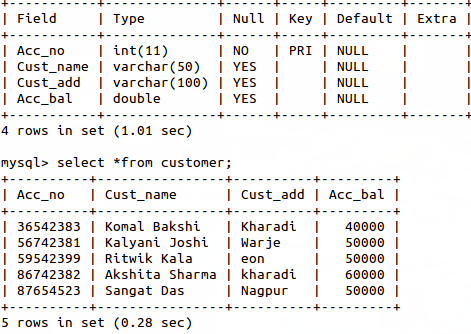 +-----------+--------------+------+-----+---------+-------+
| Field     | Type         | Null | Key | Default | Extra |
+-----------+--------------+------+-----+---------+-------+
| Acc_no    | int(11)      | NO   | PRI | NULL    |       |
| Cust_name | varchar(50)  | YES  |     | NULL    |       |
| Cust_add  | varchar(100) | YES  |     | NULL    |       |
| Acc_bal   | double       | YES  |     | NULL    |       |
+-----------+--------------+------+-----+---------+-------+
4 rows in set (1.01 sec)
mysql> select *from customer;
+----------+----------------+----------+---------+
| Acc_no   | Cust_name      | Cust_add | Acc_bal |
+----------+----------------+----------+---------+
| 36542383 | Komal Bakshi   | Kharadi  |   40000 |
| 56742381 | Kalyani Joshi  | Warje    |   50000 |
| 59542399 | Ritwik Kala    | eon      |   50000 |
| 86742382 | Akshita Sharma | kharadi  |   60000 |
| 87654523 | Sangat Das     | Nagpur   |   50000 |
+----------+----------------+----------+---------+
5 rows in set (0.28 sec)